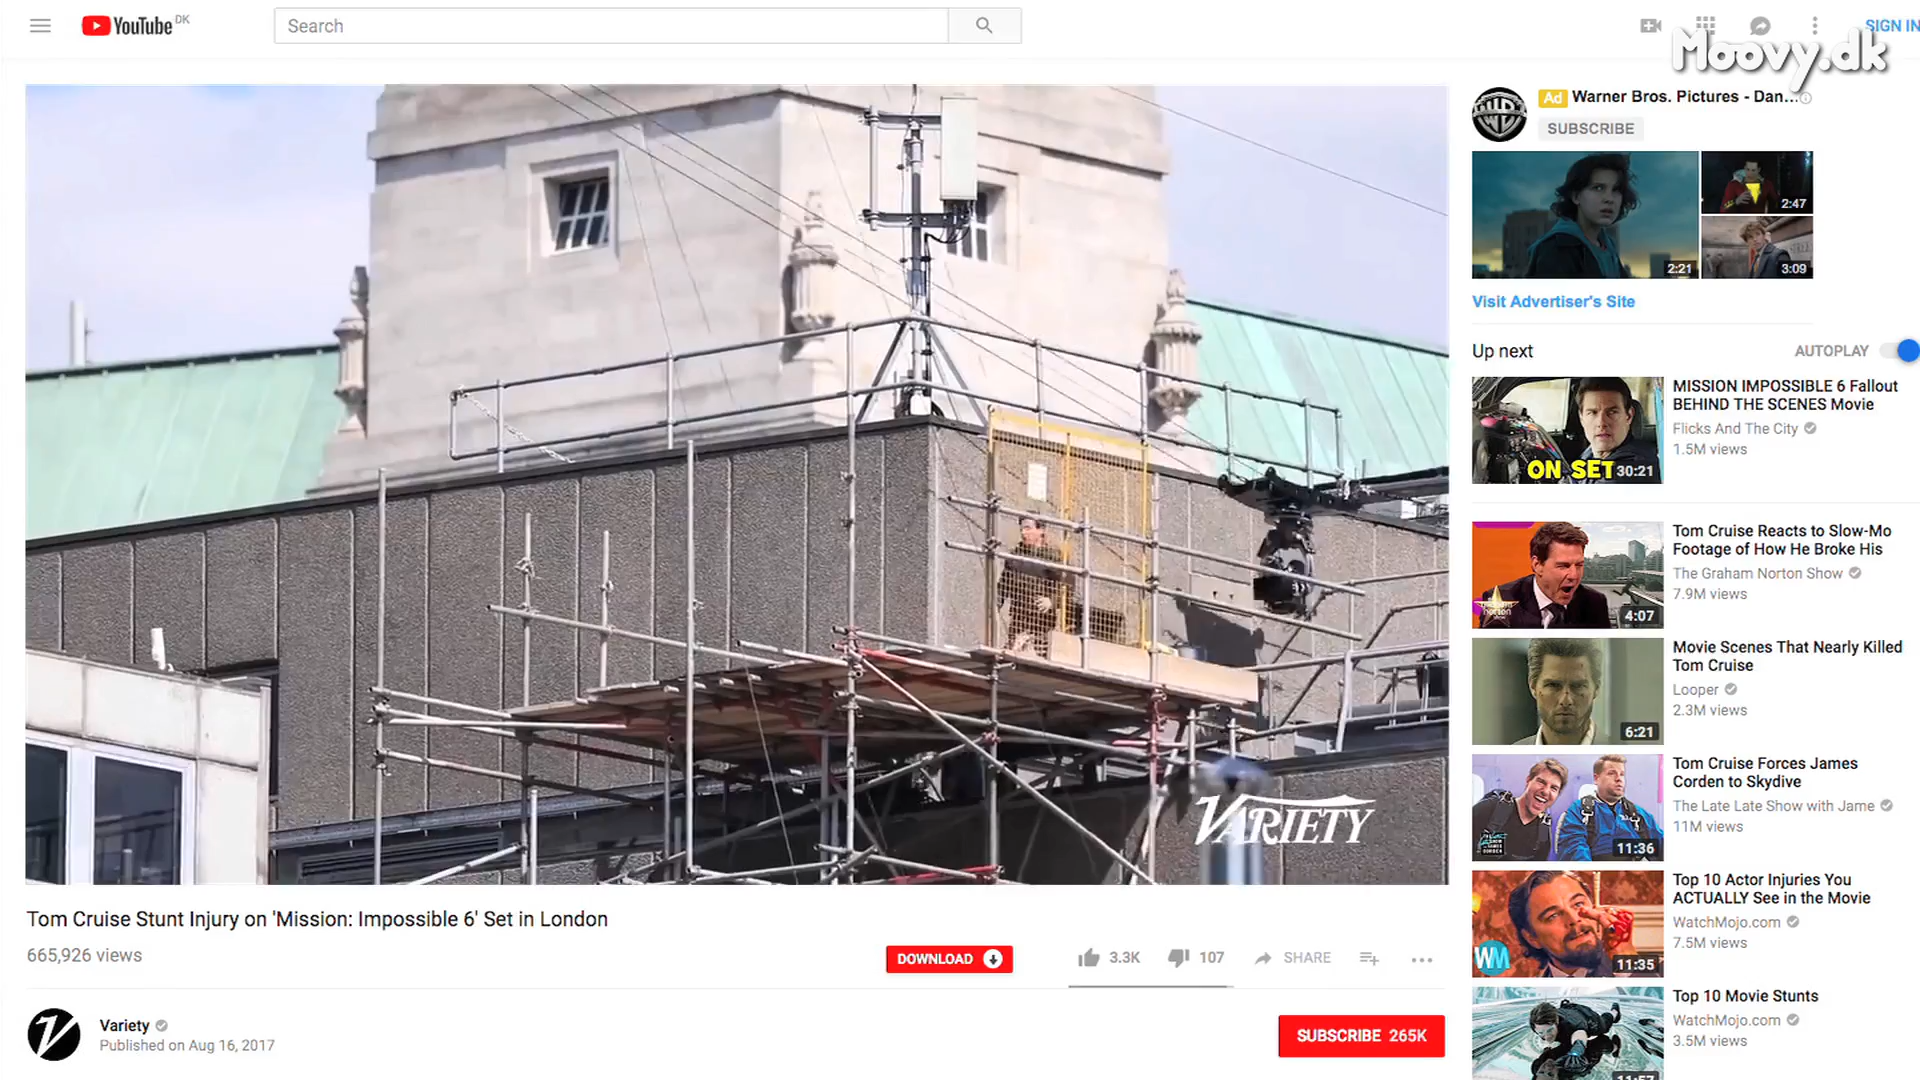 YouTube DK
Search
SIGN IN
Moovy.dk
Ad Warner Bros. Pictures - Dan...
SUBSCRIBE
2:21
2:47
3:09
Visit Advertiser's Site
Up next
AUTOPLAY
ON SET 30:21
MISSION IMPOSSIBLE 6 Fallout
BEHIND THE SCENES Movie
Flicks And The City
1.5M views
4:07
Tom Cruise Reacts to Slow-Mo
Footage of How He Broke His
The Graham Norton Show
7.9M views
6:21
Movie Scenes That Nearly Killed
Tom Cruise
Looper
2.3M views
11:36
Tom Cruise Forces James
Corden to Skydive
The Late Late Show with Jame
11M views
WM
11:35
Top 10 Actor Injuries You
ACTUALLY See in the Movie
WatchMojo.com
7.5M views
Top 10 Movie Stunts
WatchMojo.com
3.5M views
VARIETY
Tom Cruise Stunt Injury on 'Mission: Impossible 6' Set in London
665,926 views
DOWNLOAD
3.3K
107
SHARE
Variety
Published on Aug 16, 2017
SUBSCRIBE 265K